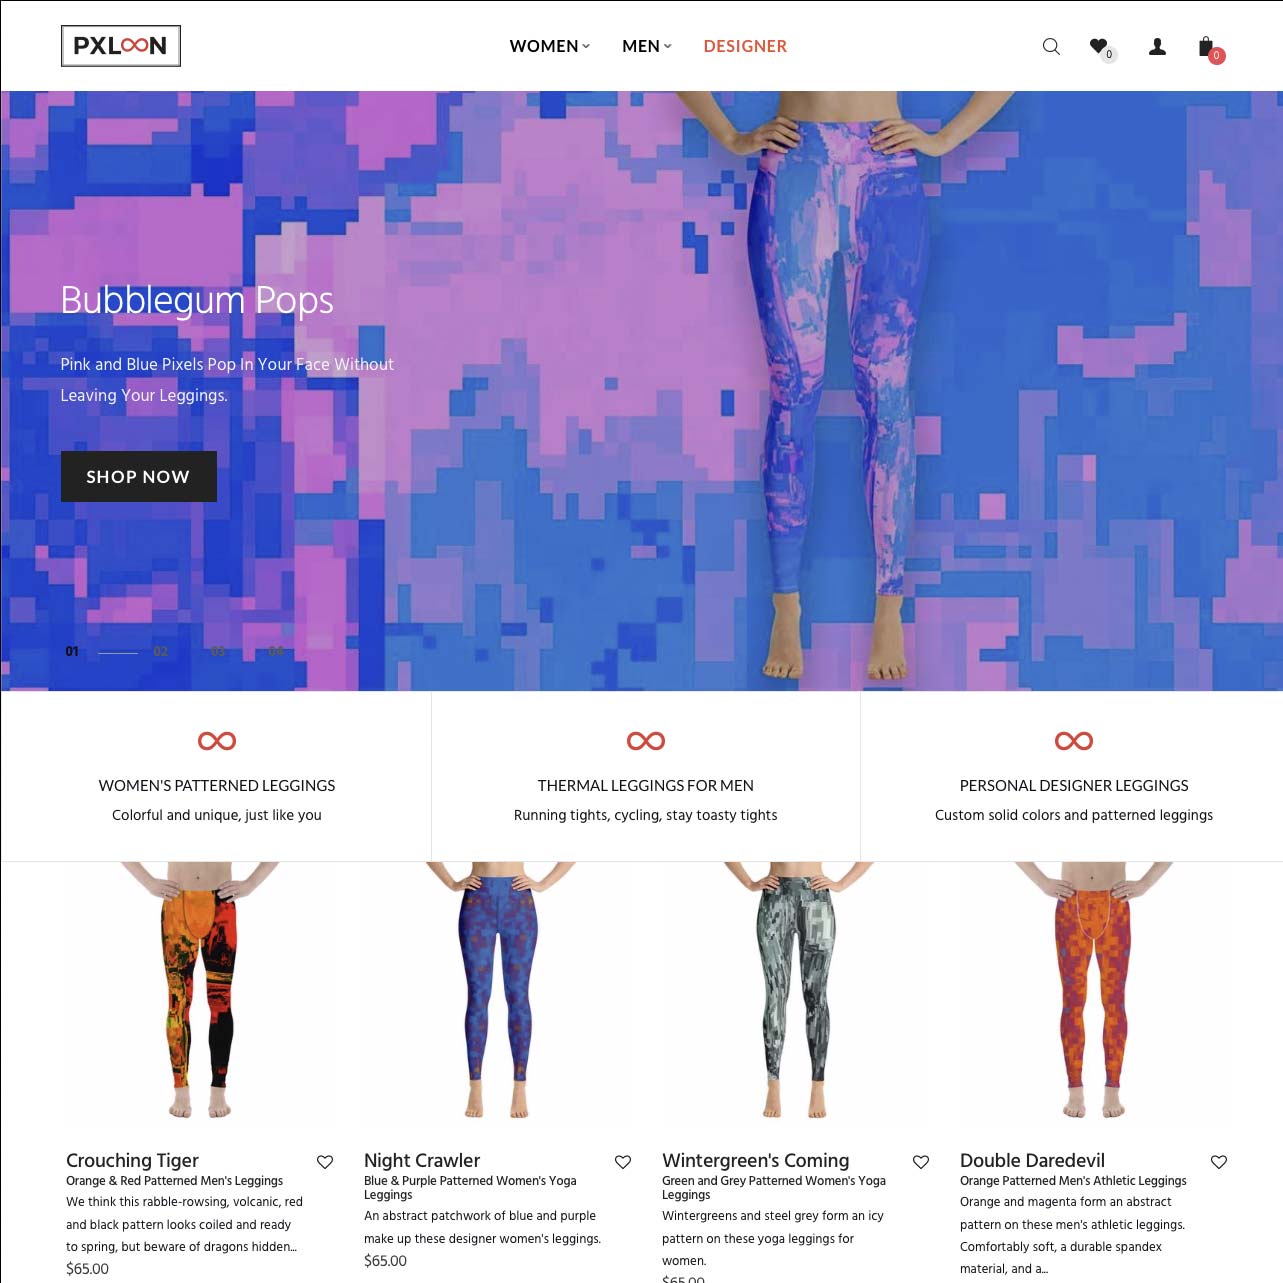 PXLOON
WOMEN
MEN
DESIGNER
0
0
Bubblegum Pops
Pink and Blue Pixels Pop In Your Face Without
Leaving Your Leggings.
SHOP NOW
01
02
03
04
WOMEN'S PATTERNED LEGGINGS
Colorful and unique, just like you
THERMAL LEGGINGS FOR MEN
Running tights, cycling, stay toasty tights
PERSONAL DESIGNER LEGGINGS
Custom solid colors and patterned leggings
Crouching Tiger
Orange & Red Patterned Men's Leggings
We think this rabble-rowsing, volcanic, red
and black pattern looks coiled and ready
to spring, but beware of dragons hidden...
$65.00
Night Crawler
Blue & Purple Patterned Women's Yoga
Leggings
An abstract patchwork of blue and purple
make up these designer women's leggings.
$65.00
Wintergreen's Coming
Green and Grey Patterned Women's Yoga
Leggings
Wintergreens and steel grey form an icy
pattern on these yoga leggings for
women.
$65.00
Double Daredevil
Orange Patterned Men's Athletic Leggings
Orange and magenta form an abstract
pattern on these men's athletic leggings.
Comfortably soft, a durable spandex
material, and a...